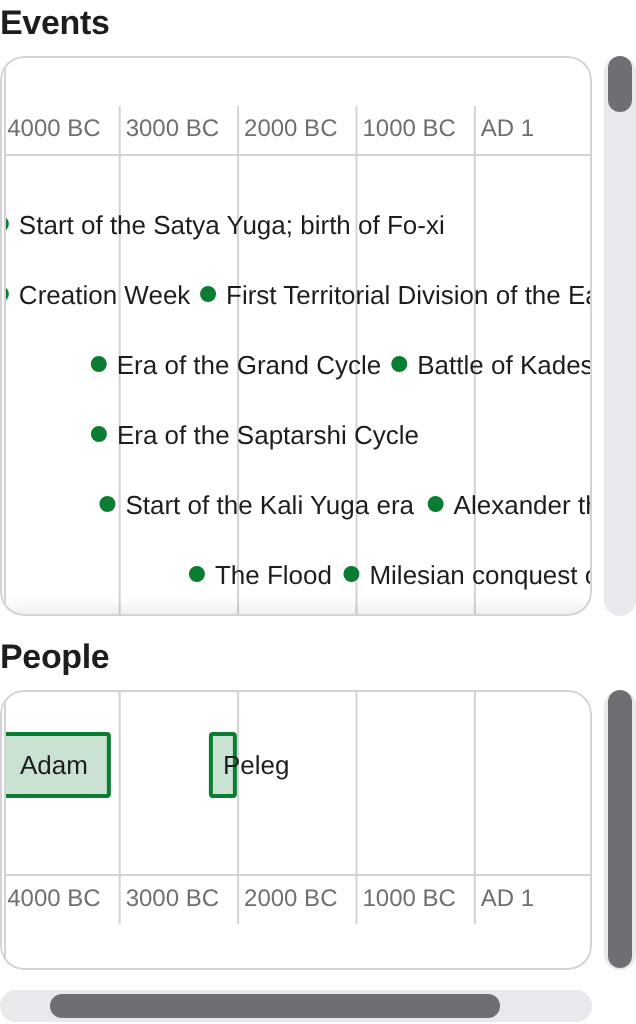 Events
4000 BC 3000 BC 2000 BC 1000 BC AD 1
Start of the Satya Yuga; birth of Fo-xi
Creation Week First Territorial Division of the
Era of the Grand Cycle Battle of
Era of the Saptarshi Cycle
Start of the Kali Yuga era Alexander
The Flood Milesian conquest
People
Adam Peleg
4000 BC 3000 BC 2000 BC 1000 BC AD 1